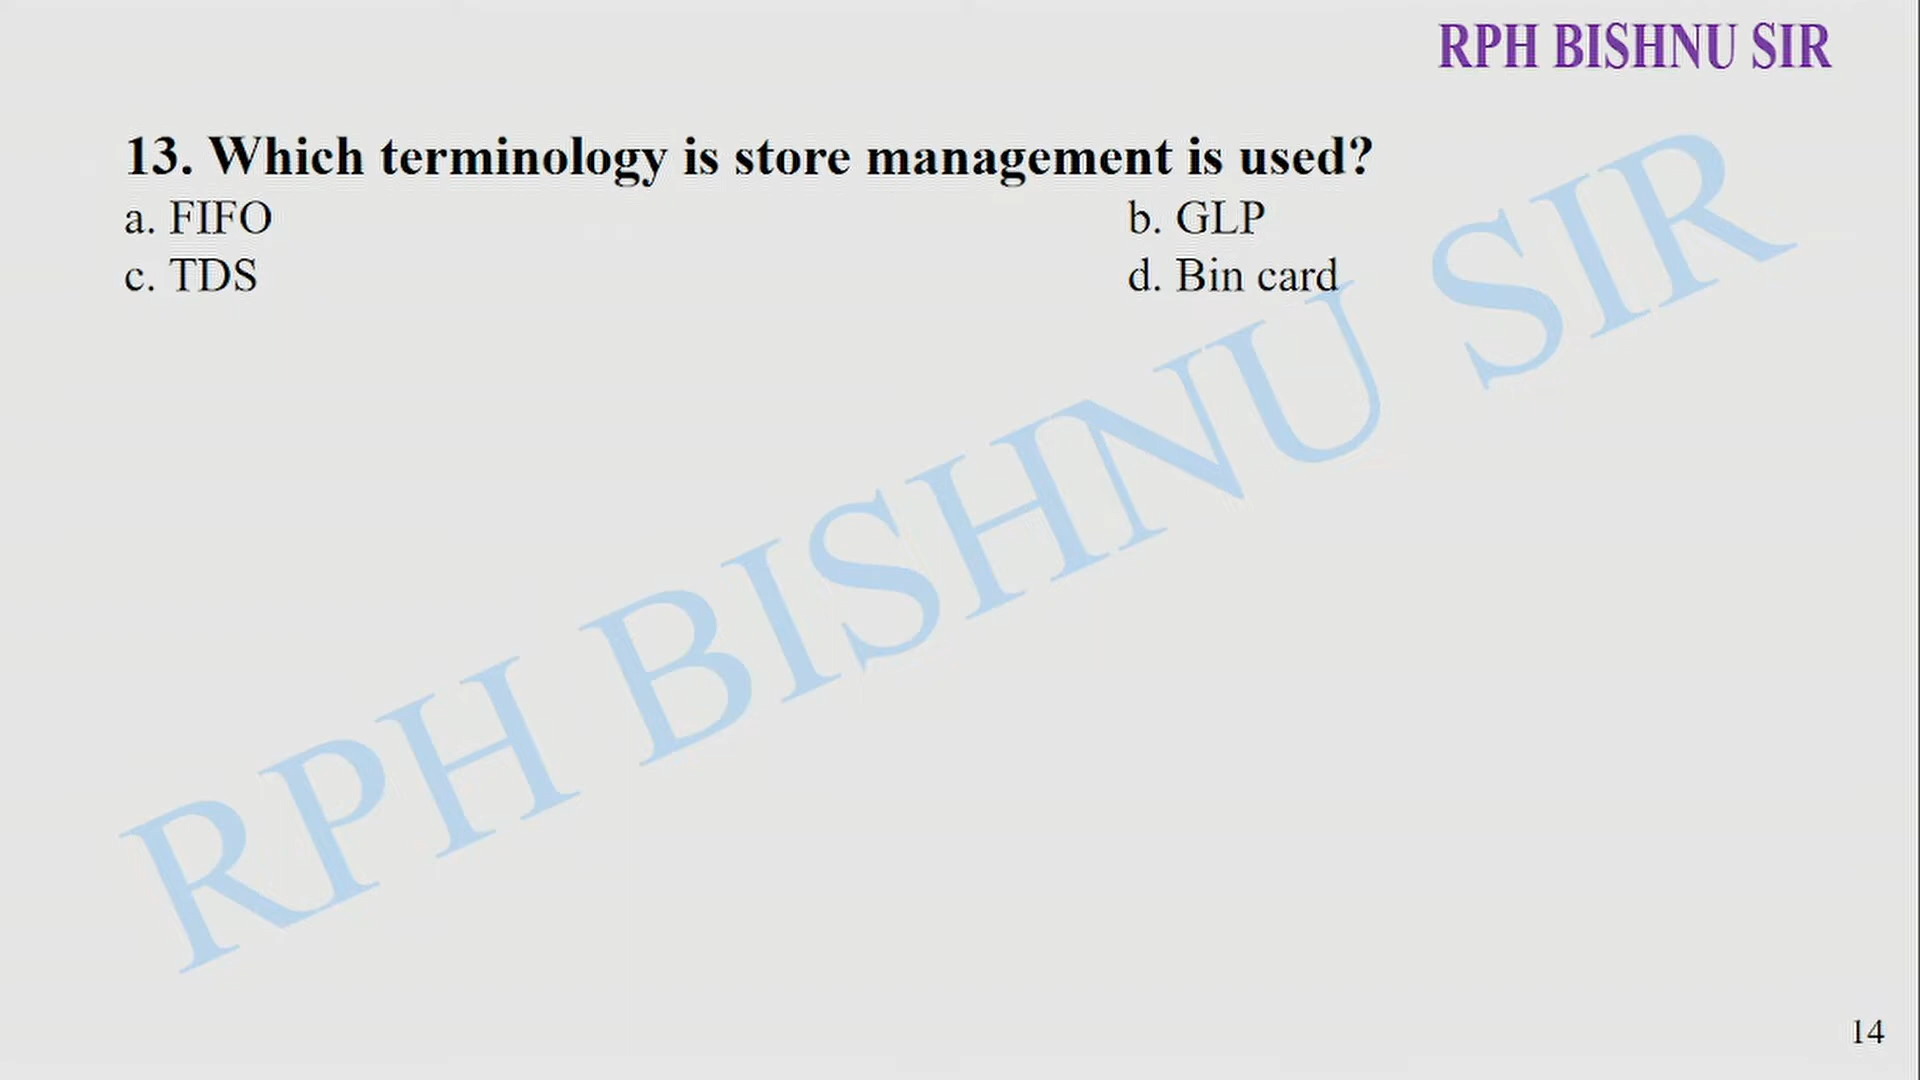 RPH BISHNU SIR
13. Which terminology is store management is used?
a. FIFO
b. GLP
c. TDS
d. Bin card
RPH BISHNU SIR
14